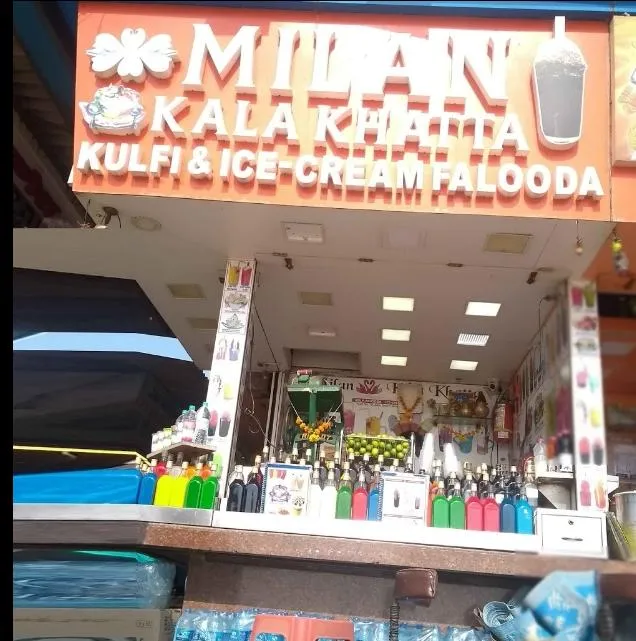 MILAN
KALA KHATTA
KULFI & ICE-CREAM FALOODA